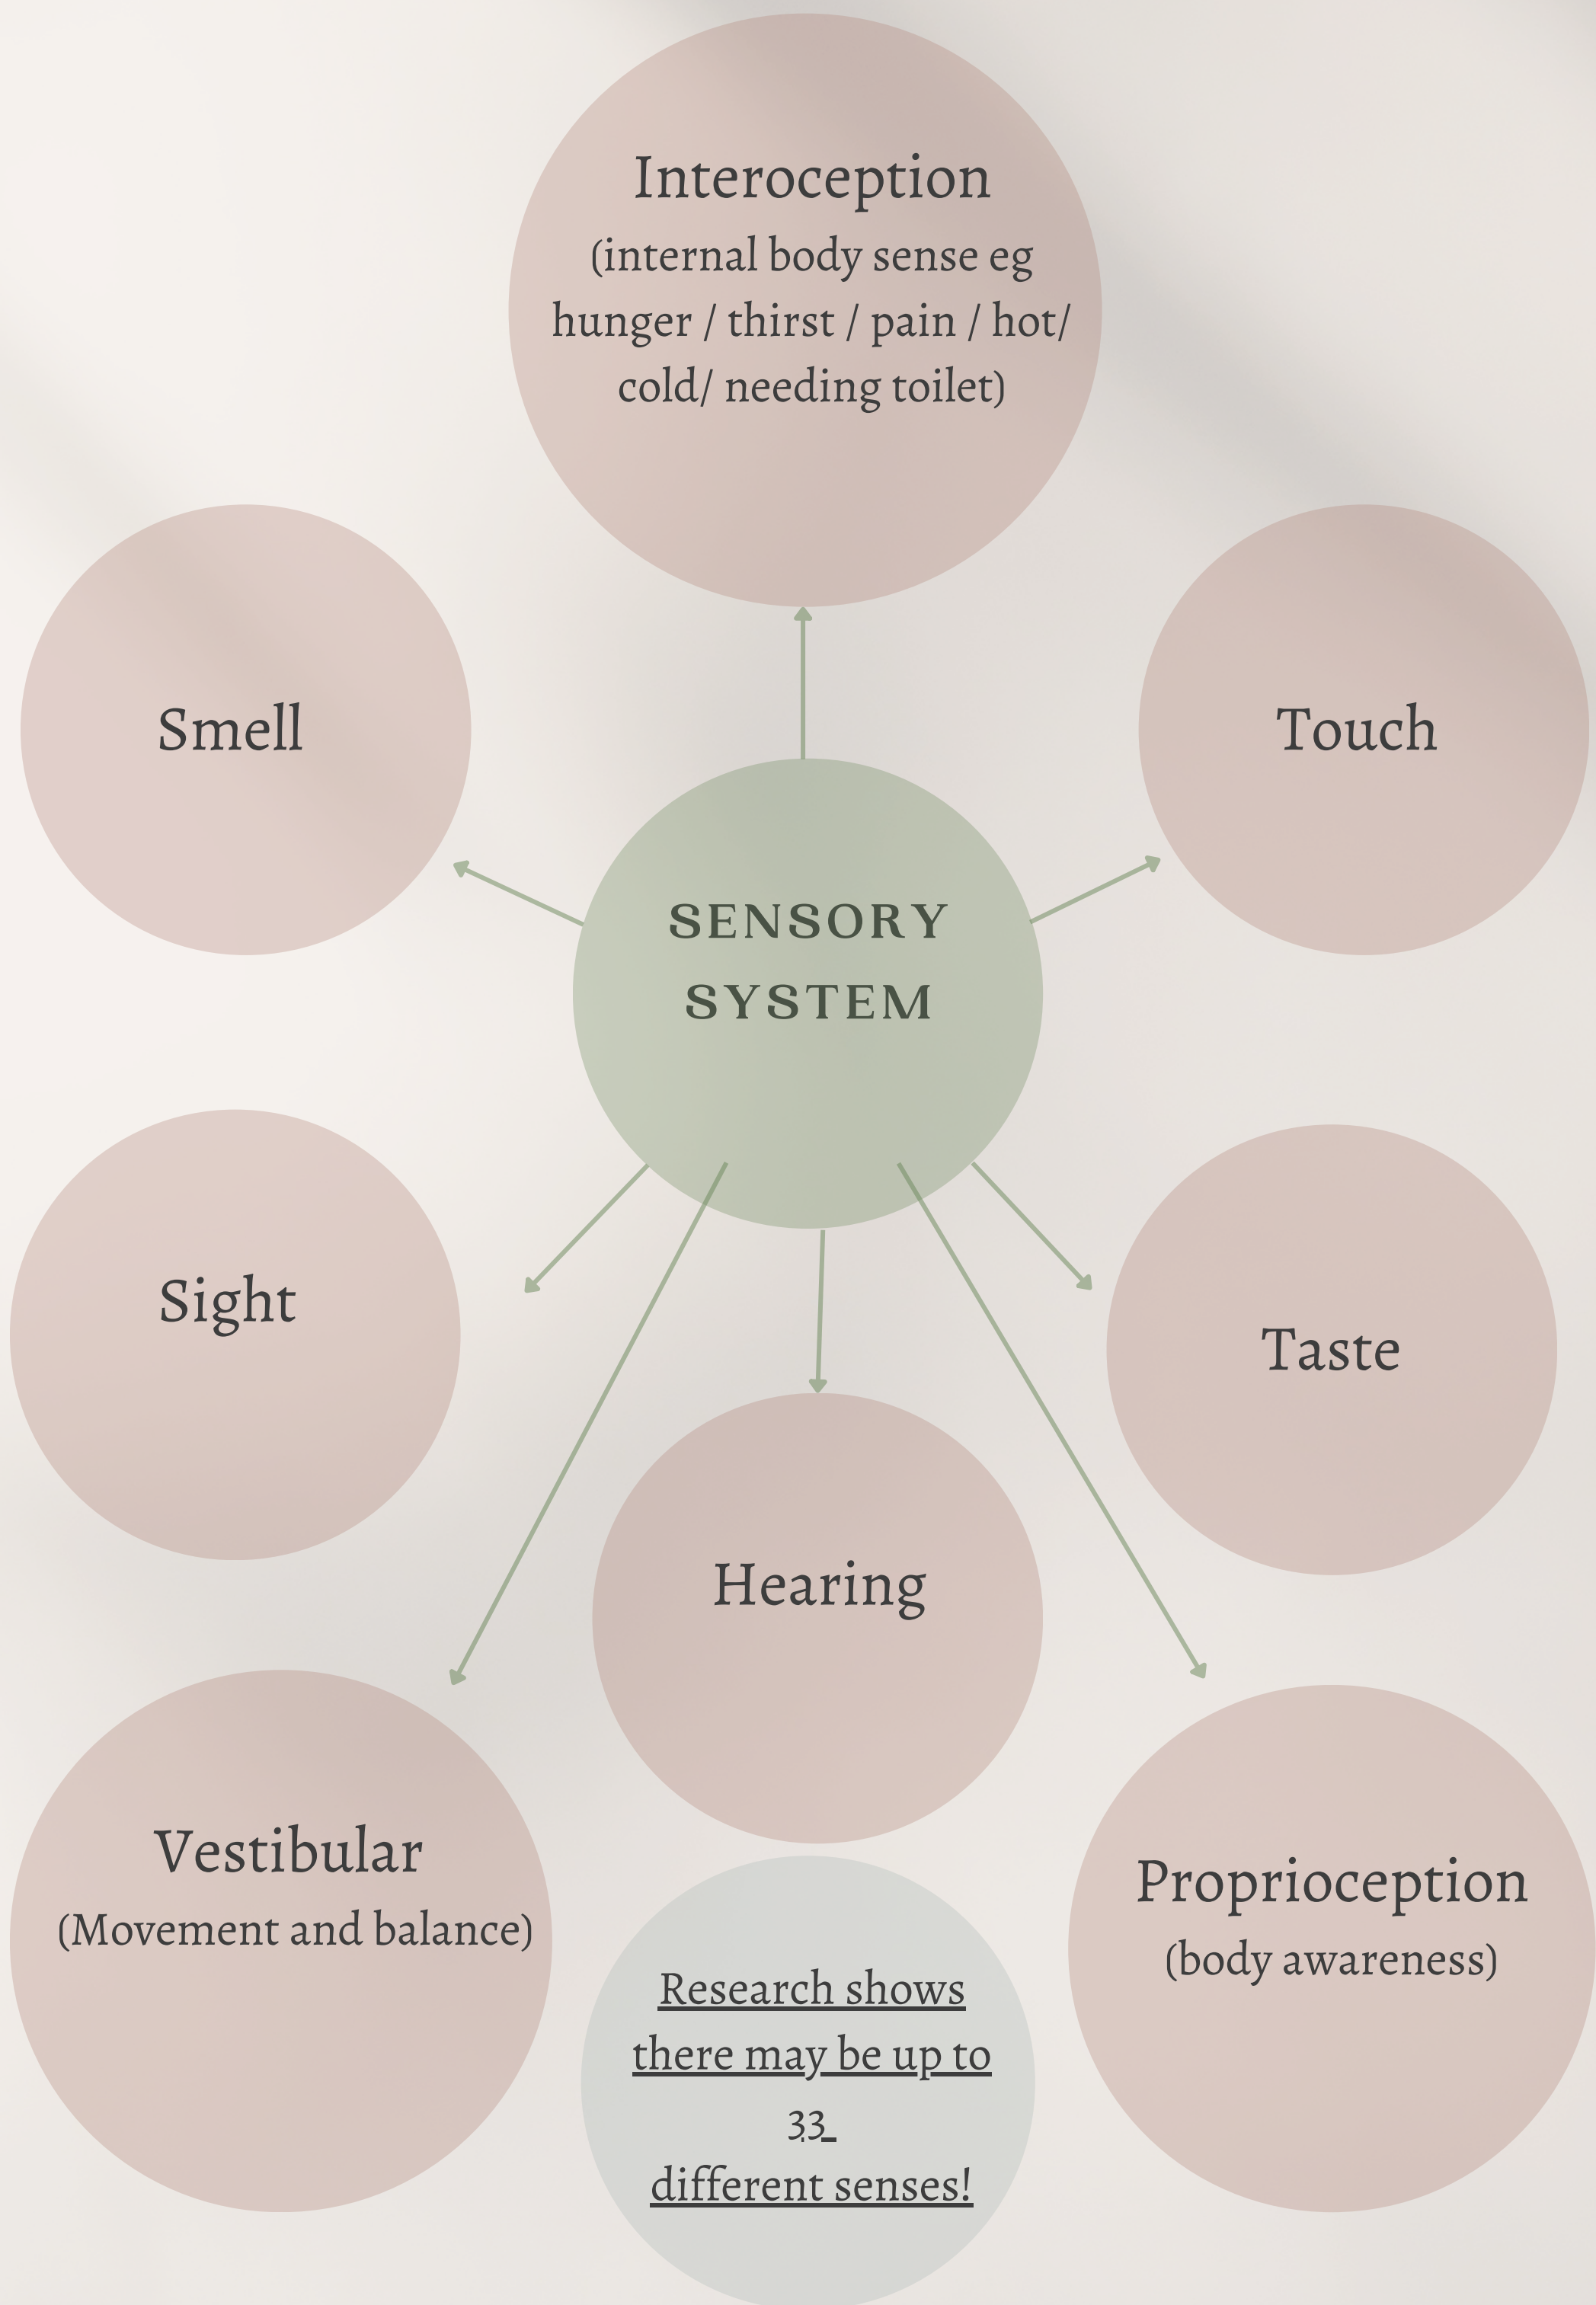 Interoception
(internal body sense eg
hunger / thirst / pain / hot/
cold/ needing toilet)
Smell
Touch
SENSORY
SYSTEM
Sight
Taste
Hearing
Vestibular
(Movement and balance)
Proprioception
(body awareness)
Research shows
there may be up to
33
different senses!